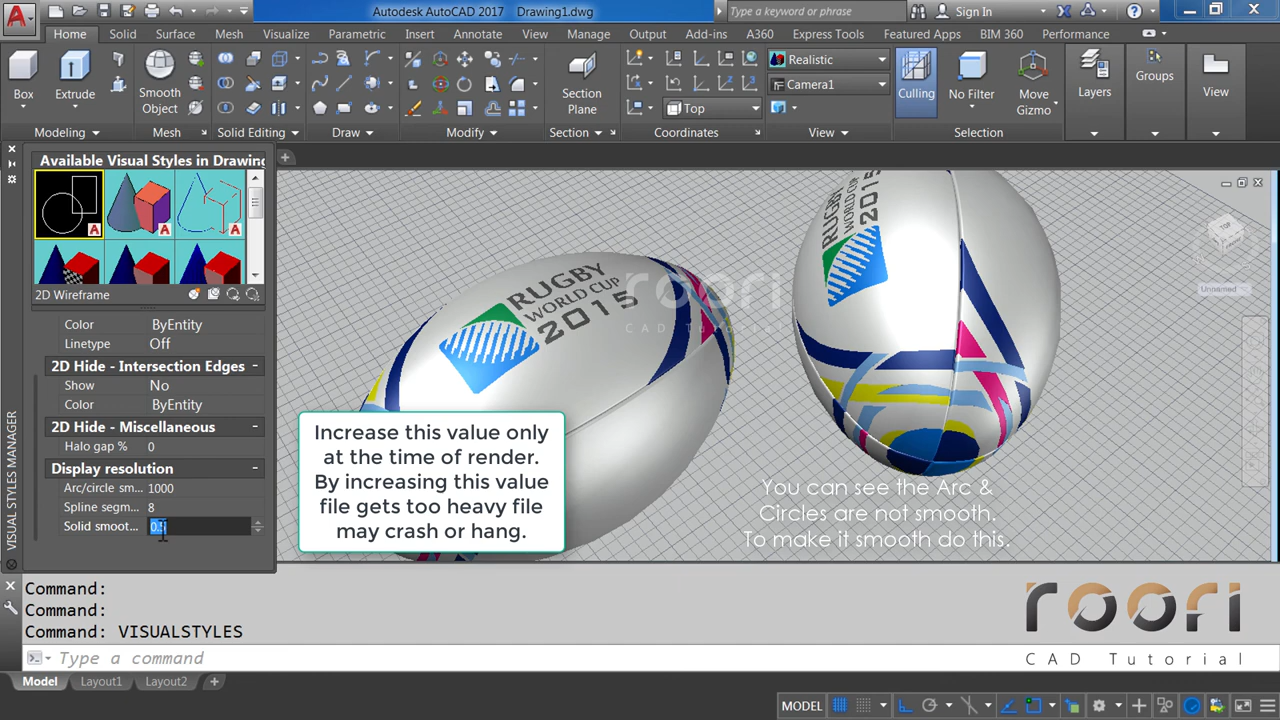 Autodesk AutoCAD 2017 Drawing1.dwg
Type a keyword or phrase
Sign In
Home Solid Surface Mesh Visualize Parametric Insert Annotate View Manage Output Add-ins A360 Express Tools Featured Apps BIM 360 Performance
Box
Extrude
Smooth
Object
Section
Plane
Realistic
Camera1
Top
Culling
No Filter
Move
Gizmo
Layers
Groups
View
Modeling Mesh Solid Editing Draw Modify Section Coordinates View Selection
Available Visual Styles in Drawing
2D Wireframe
Color ByEntity
Linetype Off
2D Hide - Intersection Edges
Show No
Color ByEntity
2D Hide - Miscellaneous
Halo gap % 0
Display resolution
Arc/circle sm... 1000
Spline segm... 8
Solid smoot...
VISUAL STYLES MANAGER
RUGBY
WORLD CUP
2015
RUGBY
WORLD CUP
2015
roori
CAD Tutorial
TOP
Unnamed
Increase this value only
at the time of render.
By increasing this value
file gets too heavy file
may crash or hang.
You can see the Arc &
Circles are not smooth.
To make it smooth do this.
Command:
Command:
Command: VISUALSTYLES
Type a command
roori
CAD Tutorial
Model Layout1 Layout2
MODEL